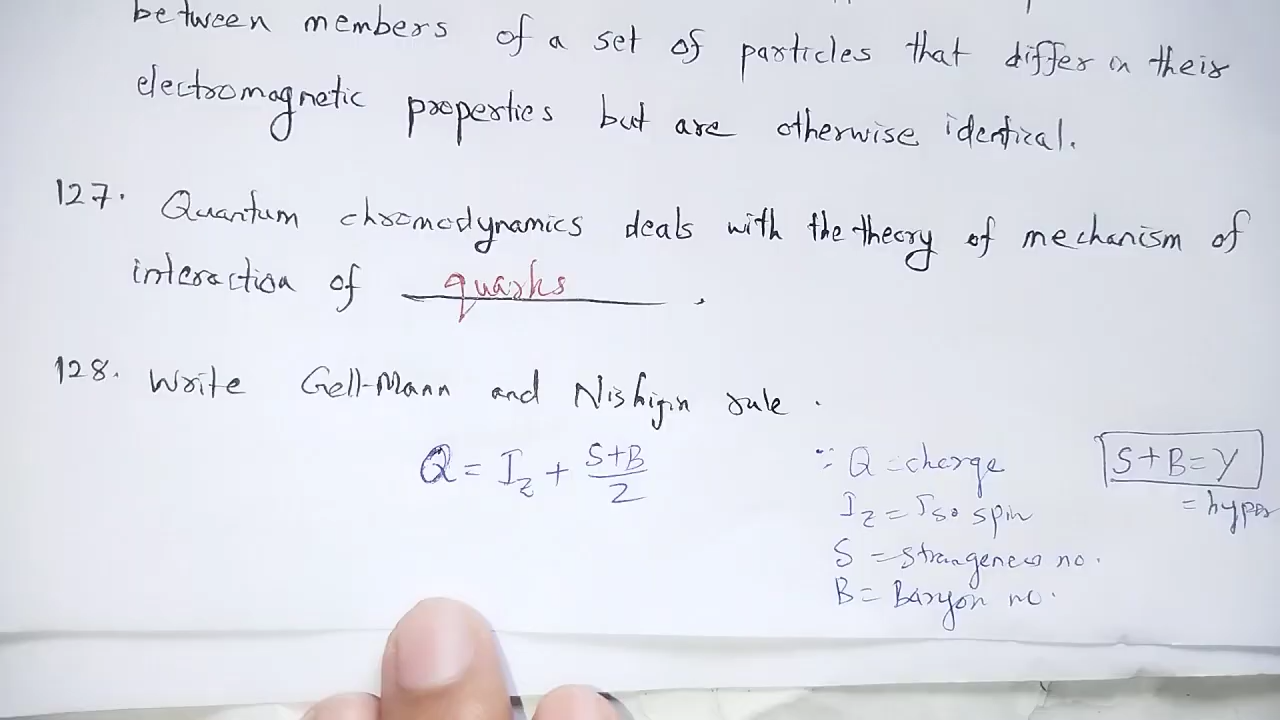 between members of a set of particles that differ in their
electromagnetic properties but are otherwise identical.
127. Quantum chromodynamics deals with the theory of mechanism of
interaction of quarks .
128. Write Gell-Mann and Nishijin rule .
Q = I_z + (S+B)/2
∵ Q = charge
I_z = Iso spin
S = strangeness no.
B = Baryon no.
S + B = Y
= hyper